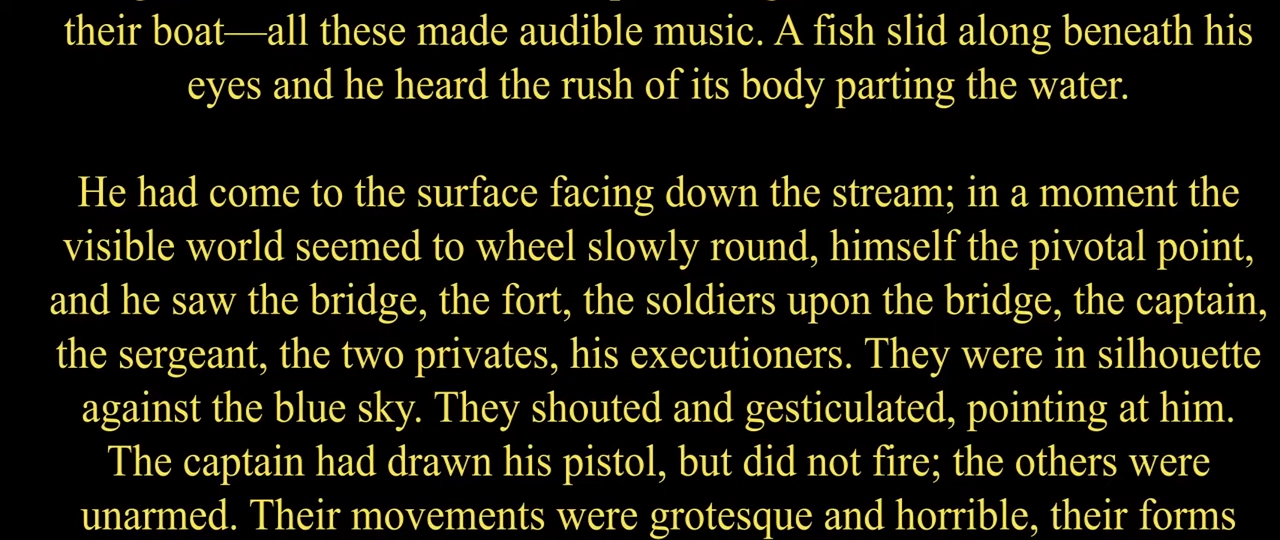 their boat—all these made audible music. A fish slid along beneath his
eyes and he heard the rush of its body parting the water.
He had come to the surface facing down the stream; in a moment the
visible world seemed to wheel slowly round, himself the pivotal point,
and he saw the bridge, the fort, the soldiers upon the bridge, the captain,
the sergeant, the two privates, his executioners. They were in silhouette
against the blue sky. They shouted and gesticulated, pointing at him.
The captain had drawn his pistol, but did not fire; the others were
unarmed. Their movements were grotesque and horrible, their forms